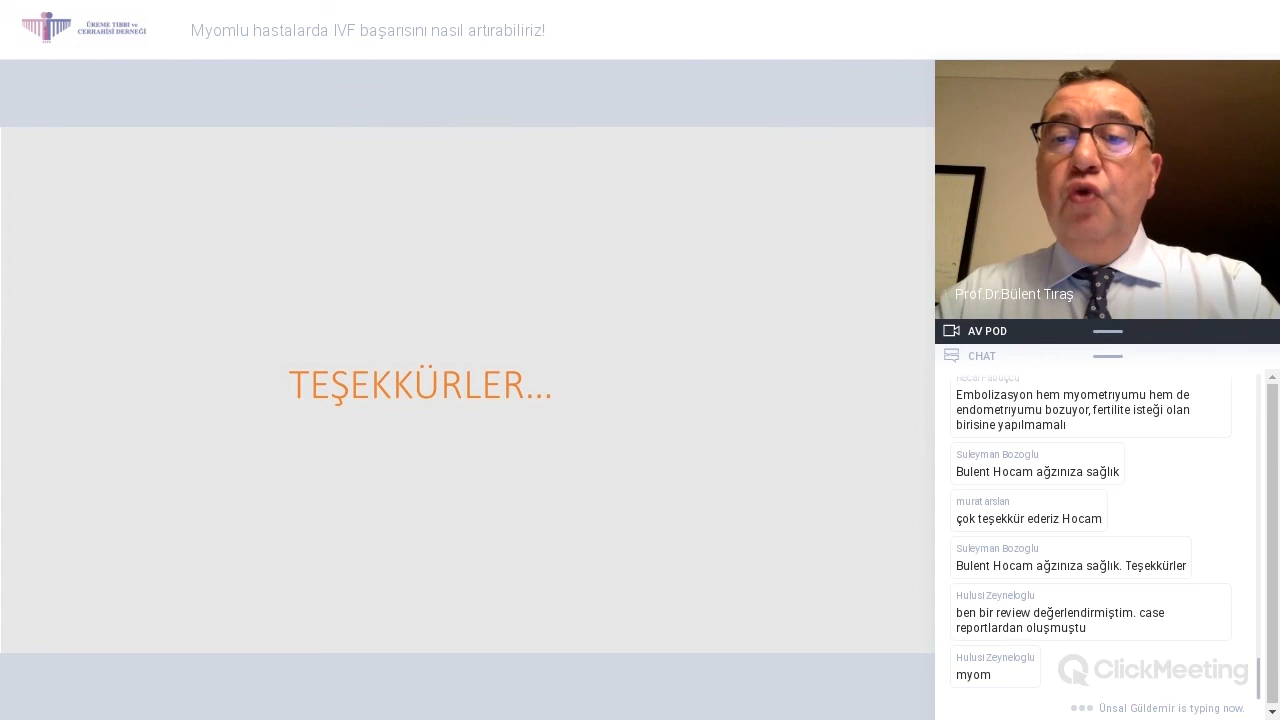 ÜREME TIBBI ve
CERRAHİSİ DERNEĞİ
Myomlu hastalarda IVF başarısını nasıl artırabiliriz!
TEŞEKKÜRLER...
Prof.Dr.Bülent Tıraş
AV POD
CHAT
Embolizasyon hem myometrıyumu hem de
endometrıyumu bozuyor, fertilite isteği olan
birisine yapılmamalı
Suleyman Bozoglu
Bulent Hocam ağzınıza sağlık
murat arslan
çok teşekkür ederiz Hocam
Suleyman Bozoglu
Bulent Hocam ağzınıza sağlık. Teşekkürler
Hulusi Zeyneloglu
ben bir review değerlendirmiştim. case
reportlardan oluşmuştu
Hulusi Zeyneloglu
myom
ClickMeeting
Ünsal Güldemir is typing now.